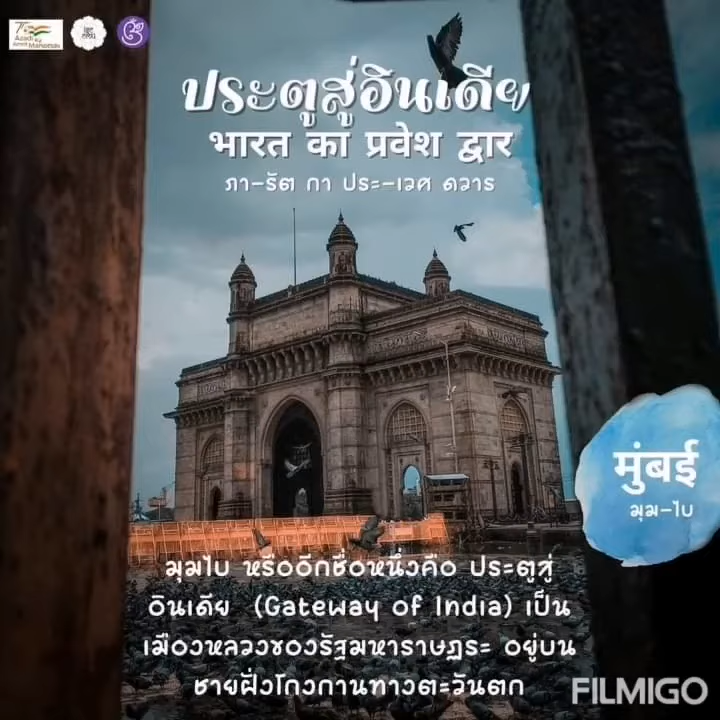 Azadi Ka
Amrit Mahotsav
ประตูสู่อินเดีย
भारत का प्रवेश द्वार
ภา-รัต กา ประ-เวศ ดวาร
मुंबई
มุม-ไบ
มุมไบ หรืออีกชื่อหนึ่งคือ ประตูสู่
อินเดีย (Gateway of India) เป็น
เมืองหลวงของรัฐมหาราษฎระ อยู่บน
ชายฝั่งโกงกานทางตะวันตก
FILMIGO